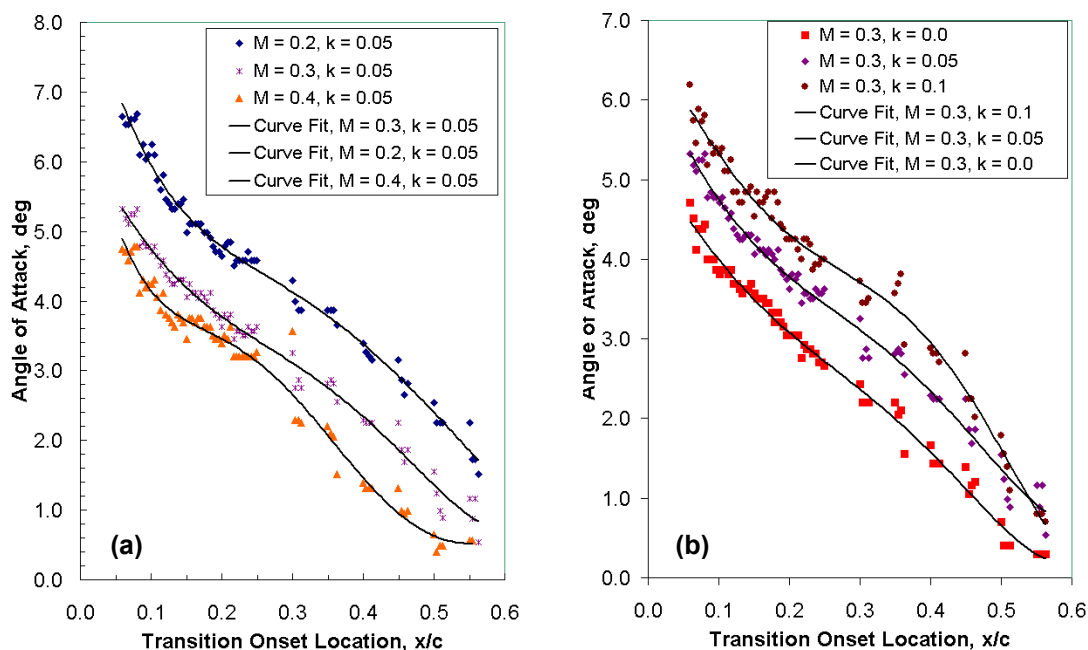 8.0
7.0
6.0
5.0
4.0
3.0
2.0
1.0
0.0
Angle of Attack, deg
M = 0.2, k = 0.05
M = 0.3, k = 0.05
M = 0.4, k = 0.05
Curve Fit, M = 0.3, k = 0.05
Curve Fit, M = 0.2, k = 0.05
Curve Fit, M = 0.4, k = 0.05
(a)
0.0 0.1 0.2 0.3 0.4 0.5 0.6
Transition Onset Location, x/c
7.0
6.0
5.0
4.0
3.0
2.0
1.0
0.0
Angle of Attack, deg
M = 0.3, k = 0.0
M = 0.3, k = 0.05
M = 0.3, k = 0.1
Curve Fit, M = 0.3, k = 0.1
Curve Fit, M = 0.3, k = 0.05
Curve Fit, M = 0.3, k = 0.0
(b)
0.0 0.1 0.2 0.3 0.4 0.5 0.6
Transition Onset Location, x/c